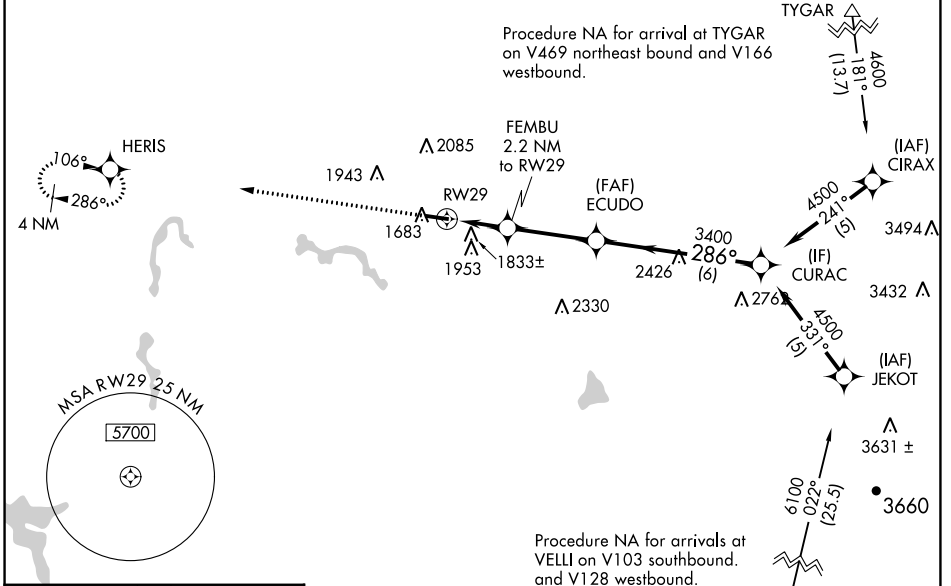 TYGAR
Procedure NA for arrival at TYGAR
on V469 northeast bound and V166
westbound.
4600
181°
(13.7)
HERIS
106°
286°
4 NM
2085
1943
FEMBU
2.2 NM
to RW29
RW29
1683
1953
1833±
(FAF)
ECUDO
3400
286°
(6)
2426
2330
(IAF)
CIRAX
4500
241°
(5)
3494
(IF)
CURAC
2762
3432
4500
331°
(5)
(IAF)
JEKOT
3631 ±
3660
MSA RW29 25 NM
5700
6100
022°
(25.5)
Procedure NA for arrivals at
VELLI on V103 southbound.
and V128 westbound.